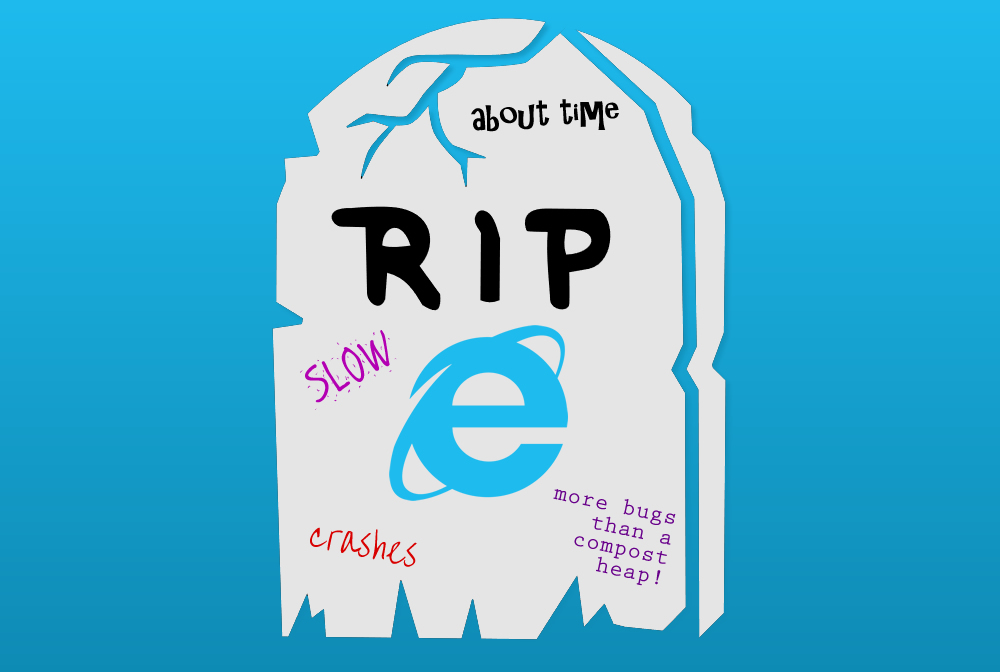 about tiMe
RIP
SLOW
e
crashes
more bugs
than a
compost
heap!